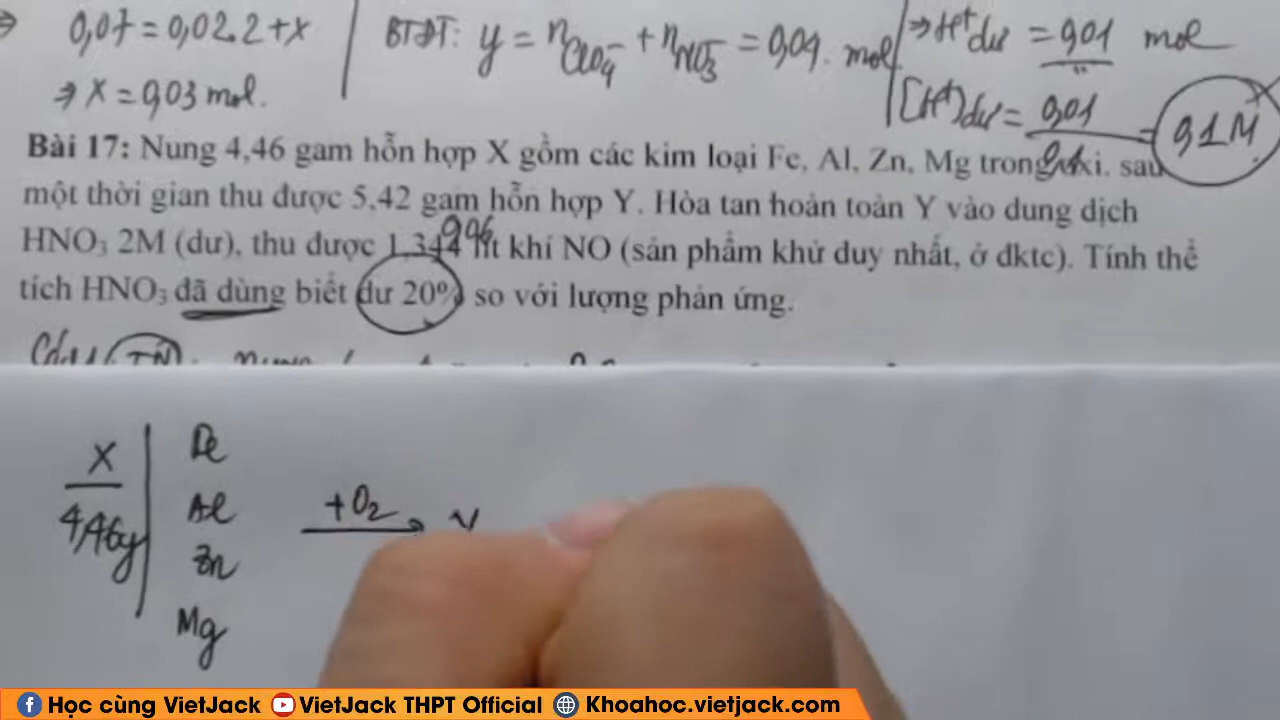 ⇒ 0,07 = 0,02.2 + x
⇒ x = 0,03 mol.
BTĐT: y = nClO₄⁻ + nNO₃⁻ = 0,04. mol
⇒ H⁺dư = 0,01 mol
[H⁺]dư = 0,01 / 0,1 = 0,1M
Bài 17: Nung 4,46 gam hỗn hợp X gồm các kim loại Fe, Al, Zn, Mg trong oxi. sau
một thời gian thu được 5,42 gam hỗn hợp Y. Hòa tan hoàn toàn Y vào dung dịch
HNO₃ 2M (dư), thu được 1,344 lít khí NO (sản phẩm khử duy nhất, ở đktc). Tính thể
tích HNO₃ đã dùng biết dư 20% so với lượng phản ứng.
X
4,46g
Fe
Al
Zn
Mg
+O₂
Học cùng VietJack VietJack THPT Official Khoahoc.vietjack.com